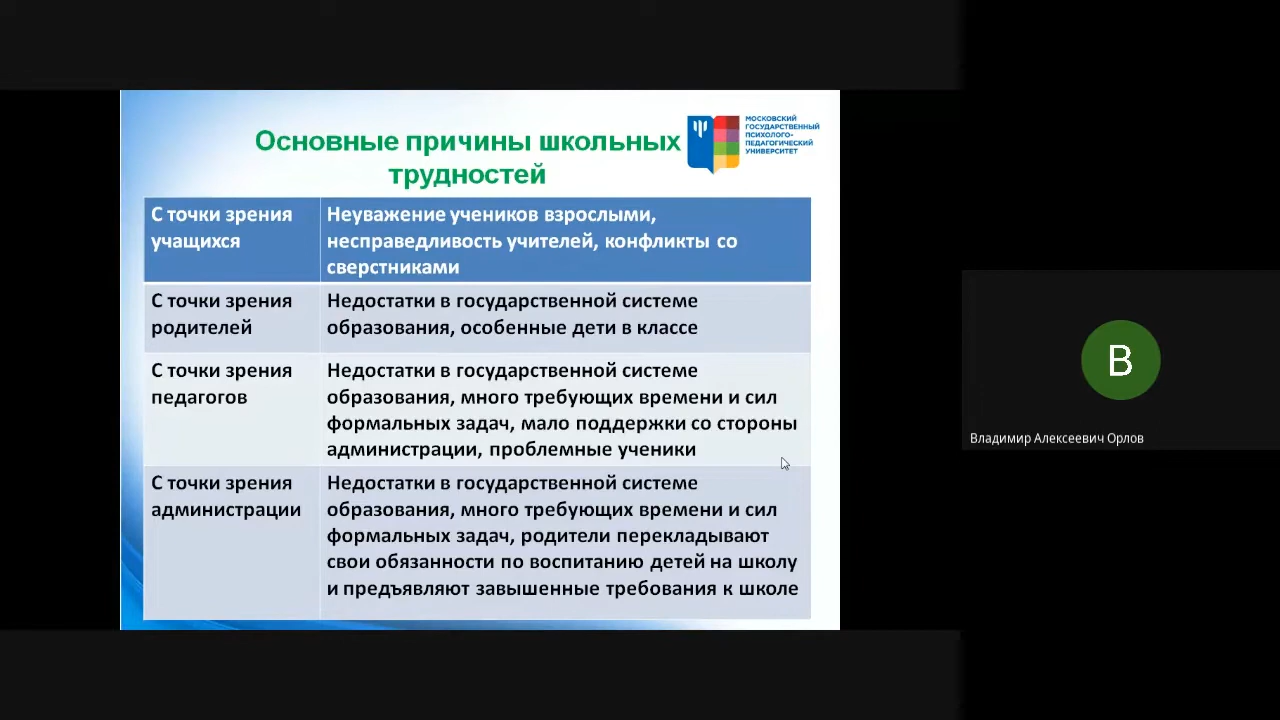 Основные причины школьных
трудностей
МОСКОВСКИЙ
ГОСУДАРСТВЕННЫЙ
ПСИХОЛОГО-
ПЕДАГОГИЧЕСКИЙ
УНИВЕРСИТЕТ
С точки зрения
учащихся
Неуважение учеников взрослыми,
несправедливость учителей, конфликты со
сверстниками
С точки зрения
родителей
Недостатки в государственной системе
образования, особенные дети в классе
С точки зрения
педагогов
Недостатки в государственной системе
образования, много требующих времени и сил
формальных задач, мало поддержки со стороны
администрации, проблемные ученики
С точки зрения
администрации
Недостатки в государственной системе
образования, много требующих времени и сил
формальных задач, родители перекладывают
свои обязанности по воспитанию детей на школу
и предъявляют завышенные требования к школе
В
Владимир Алексеевич Орлов